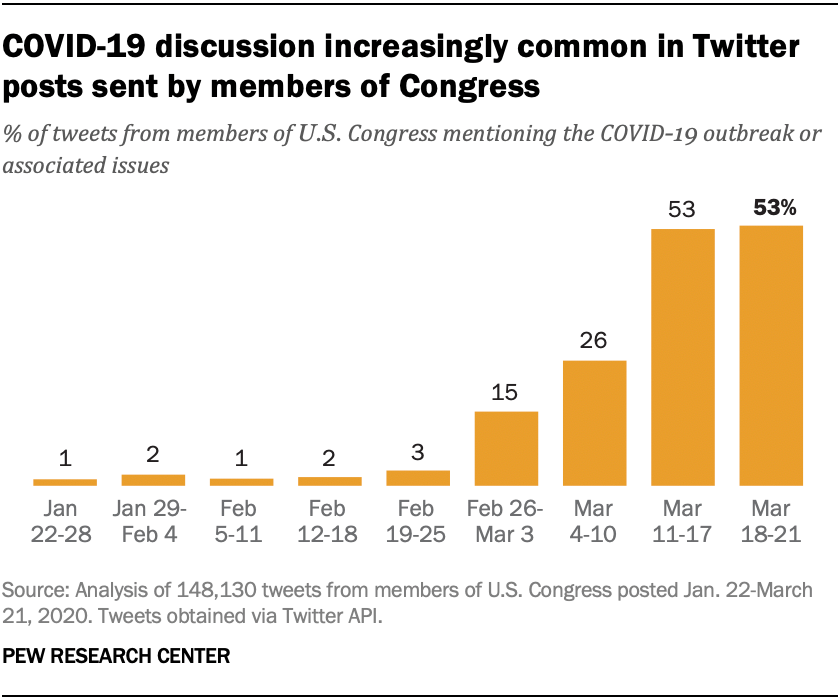 COVID-19 discussion increasingly common in Twitter
posts sent by members of Congress
% of tweets from members of U.S. Congress mentioning the COVID-19 outbreak or
associated issues
53
53%
26
15
1
2
1
2
3
Jan
22-28
Jan 29-
Feb 4
Feb
5-11
Feb
12-18
Feb
19-25
Feb 26-
Mar 3
Mar
4-10
Mar
11-17
Mar
18-21
Source: Analysis of 148,130 tweets from members of U.S. Congress posted Jan. 22-March
21, 2020. Tweets obtained via Twitter API.
PEW RESEARCH CENTER